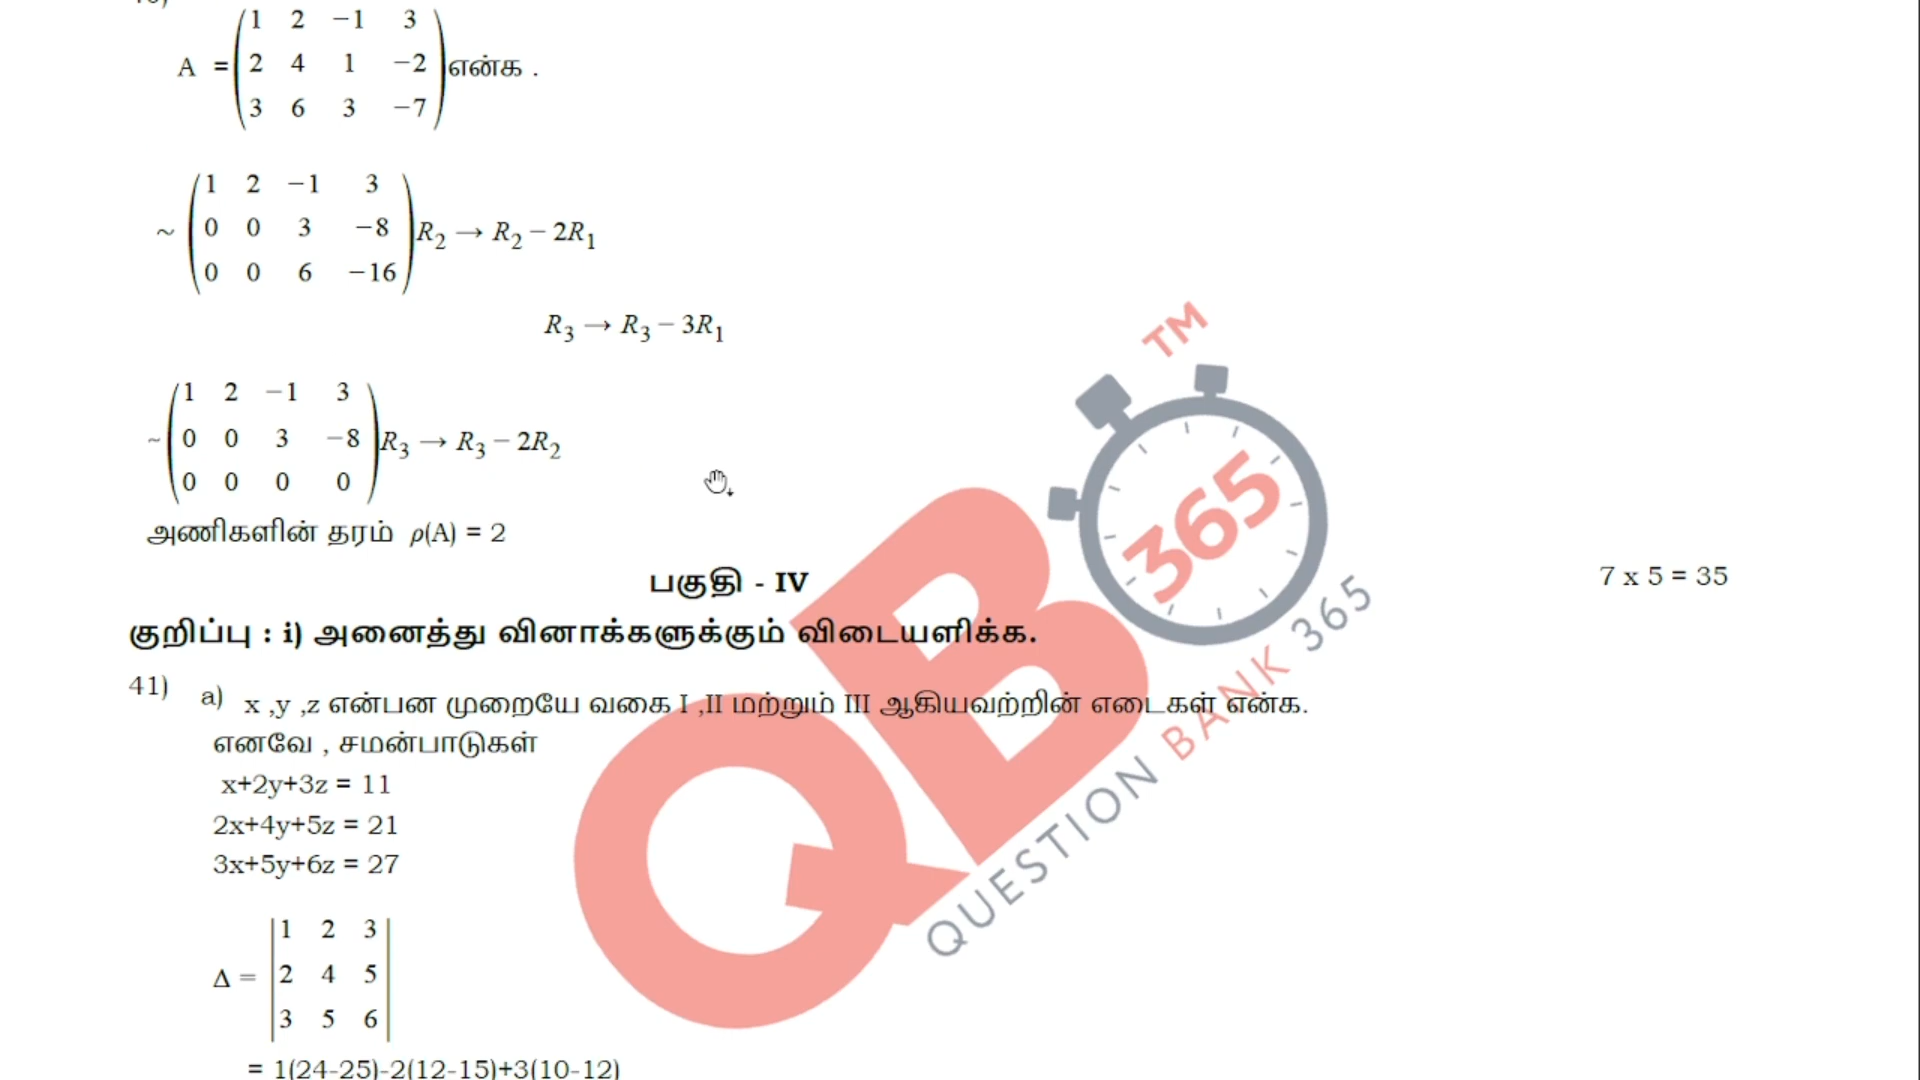 A = (1 2 −1 3
2 4 1 −2
3 6 3 −7) என்க .
~ (1 2 −1 3
0 0 3 −8
0 0 6 −16) R2 → R2 − 2R1
R3 → R3 − 3R1
~ (1 2 −1 3
0 0 3 −8
0 0 0 0) R3 → R3 − 2R2
அணிகளின் தரம் ρ(A) = 2
பகுதி - IV
7 x 5 = 35
குறிப்பு : i) அனைத்து வினாக்களுக்கும் விடையளிக்க.
41) a) x ,y ,z என்பன முறையே வகை I ,II மற்றும் III ஆகியவற்றின் எடைகள் என்க.
எனவே , சமன்பாடுகள்
x+2y+3z = 11
2x+4y+5z = 21
3x+5y+6z = 27
Δ = |1 2 3
2 4 5
3 5 6|
= 1(24-25)-2(12-15)+3(10-12)
QB
365
TM
QUESTION BANK 365